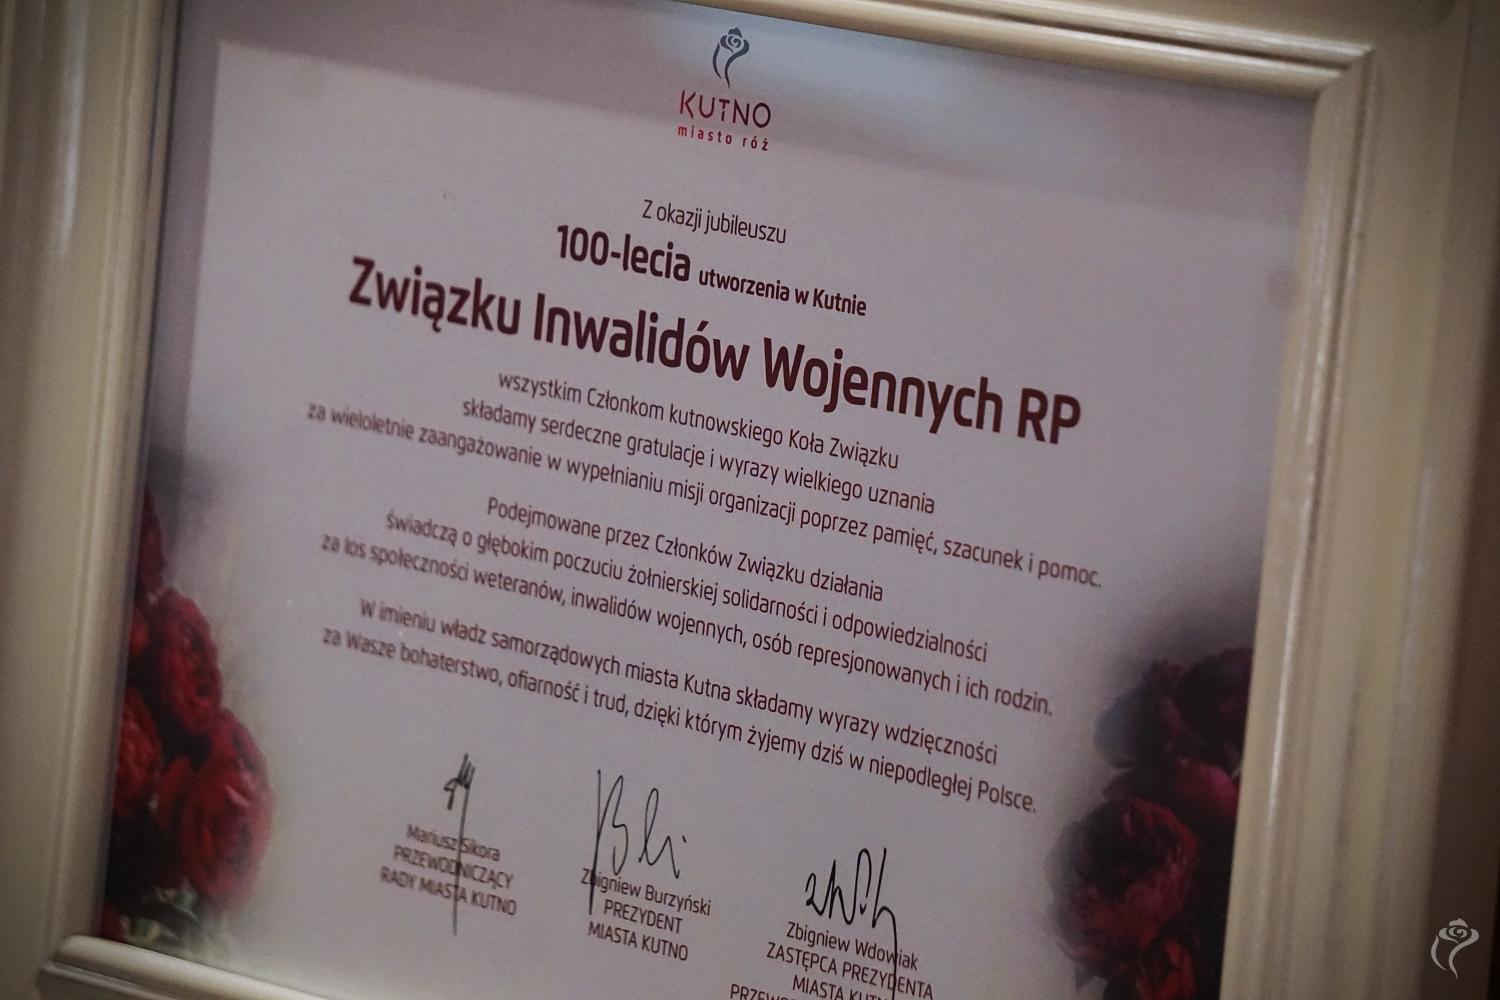 KUTNO
miasto róż
Z okazji jubileuszu
100-lecia utworzenia w Kutnie
Związku Inwalidów Wojennych RP
wszystkim Członkom kutnowskiego Koła Związku
składamy serdeczne gratulacje i wyrazy wielkiego uznania
za wieloletnie zaangażowanie w wypełnianiu misji organizacji poprzez pamięć, szacunek i pomoc.
Podejmowane przez Członków Związku działania
świadczą o głębokim poczuciu żołnierskiej solidarności i odpowiedzialności
za los społeczności weteranów, inwalidów wojennych, osób represjonowanych i ich rodzin.
W imieniu władz samorządowych miasta Kutna składamy wyrazy wdzięczności
za Wasze bohaterstwo, ofiarność i trud, dzięki którym żyjemy dziś w niepodległej Polsce.
Mariusz Sikora
PRZEWODNICZĄCY
RADY MIASTA KUTNO
Zbigniew Burzyński
PREZYDENT
MIASTA KUTNO
Zbigniew Wdowiak
ZASTĘPCA PREZYDENTA
MIASTA